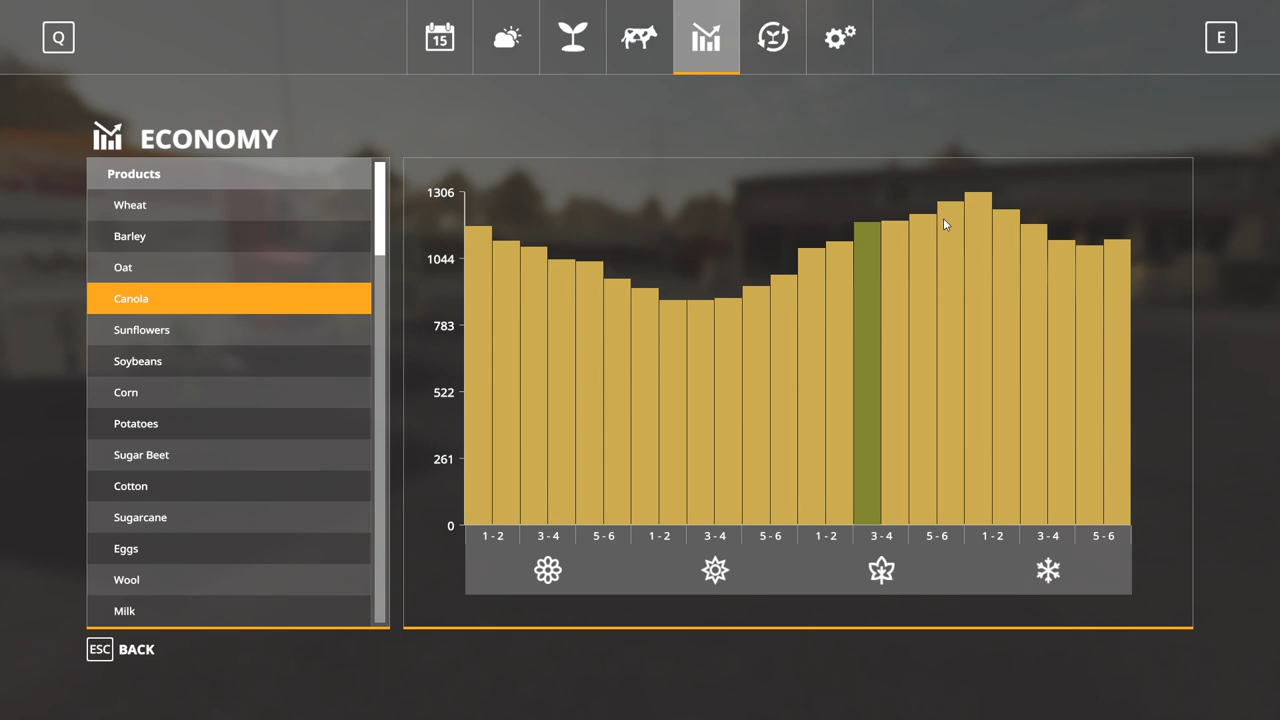 Q
15
E
ECONOMY
Products
Wheat
Barley
Oat
Canola
Sunflowers
Soybeans
Corn
Potatoes
Sugar Beet
Cotton
Sugarcane
Eggs
Wool
Milk
1306
1044
783
522
261
0
1 - 2 3 - 4 5 - 6 1 - 2 3 - 4 5 - 6 1 - 2 3 - 4 5 - 6 1 - 2 3 - 4 5 - 6
ESC BACK